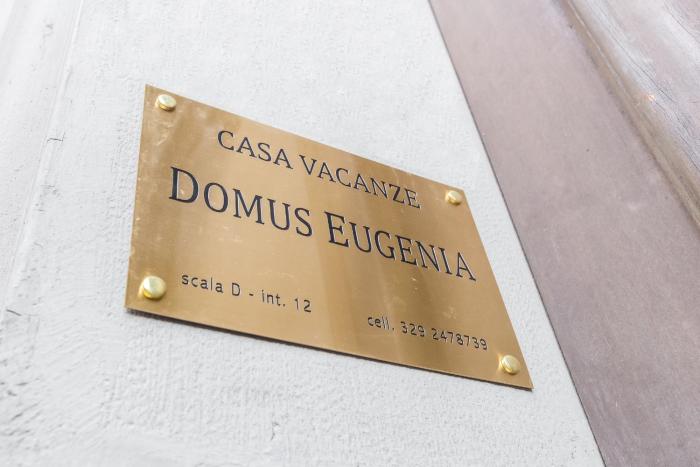 CASA VACANZE
DOMUS EUGENIA
scala D - int. 12
cell. 329 2478739